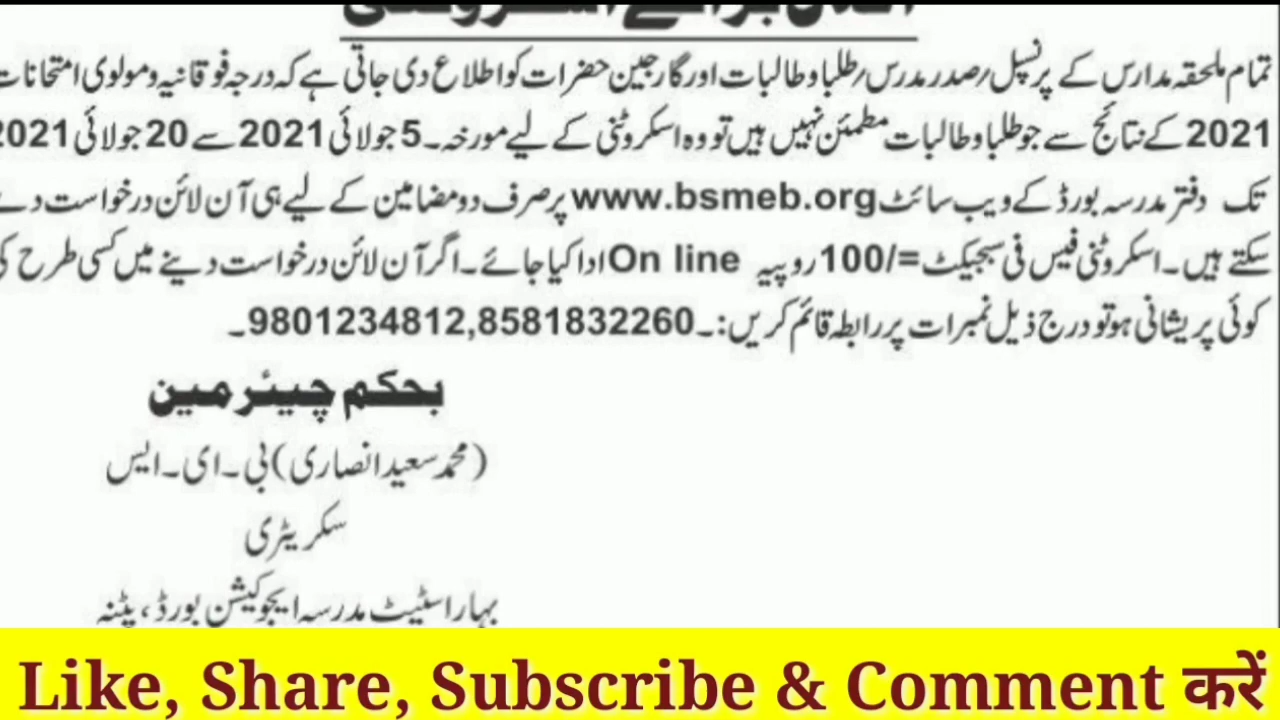 تمام ملحقہ مدارس کے پرنسپل/صدر مدرس/طلبا و طالبات اور گارجین حضرات کو اطلاع دی جاتی ہے کہ درجہ فوقانیہ و مولوی امتحانات
2021 کے نتائج سے جو طلبا و طالبات مطمئن نہیں ہیں تو وہ اسکروٹنی کے لیے مورخہ۔5 جولائی 2021 سے 20 جولائی 2021
تک دفتر مدرسہ بورڈ کے ویب سائٹ www.bsmeb.org پر صرف دو مضامین کے لیے ہی آن لائن درخواست دے
سکتے ہیں۔ اسکروٹنی فیس فی سبجیکٹ =/100 روپیہ On line ادا کیا جائے۔ اگر آن لائن درخواست دینے میں کسی طرح کی
کوئی پریشانی ہو تو درج ذیل نمبرات پر رابطہ قائم کریں:۔ 9801234812,8581832260۔
بحکم چیئرمین
(محمد سعید انصاری) بی۔ای۔ایس
سکریٹری
بہار اسٹیٹ مدرسہ ایجوکیشن بورڈ، پٹنہ
Like, Share, Subscribe & Comment करें